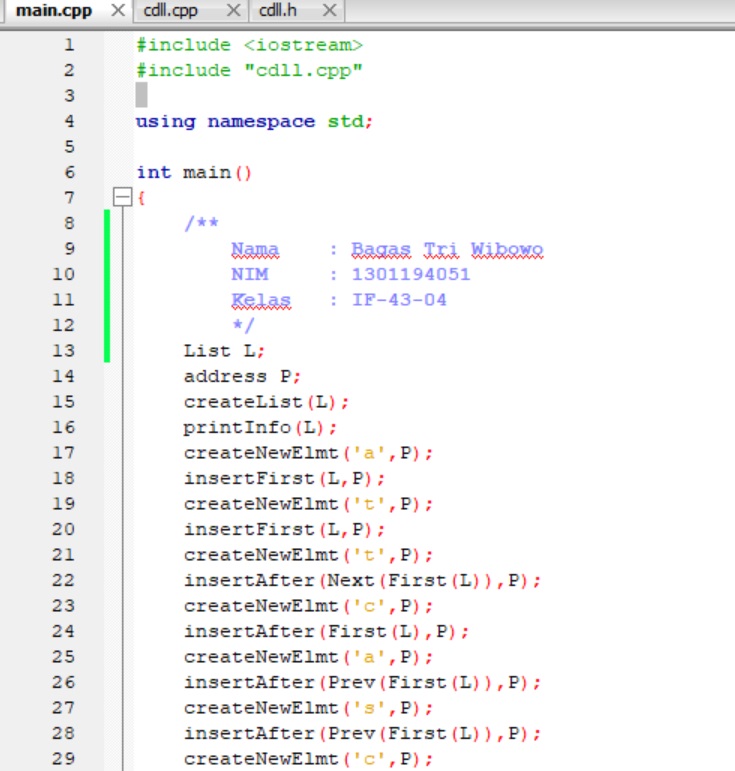 main.cpp cdll.cpp cdll.h
1 #include <iostream>
2 #include "cdll.cpp"
3
4 using namespace std;
5
6 int main()
7 {
8 /**
9 Nama : Bagas Tri Wibowo
10 NIM : 1301194051
11 Kelas : IF-43-04
12 */
13 List L;
14 address P;
15 createList(L);
16 printInfo(L);
17 createNewElmt('a',P);
18 insertFirst(L,P);
19 createNewElmt('t',P);
20 insertFirst(L,P);
21 createNewElmt('t',P);
22 insertAfter(Next(First(L)),P);
23 createNewElmt('c',P);
24 insertAfter(First(L),P);
25 createNewElmt('a',P);
26 insertAfter(Prev(First(L)),P);
27 createNewElmt('s',P);
28 insertAfter(Prev(First(L)),P);
29 createNewElmt('c',P);